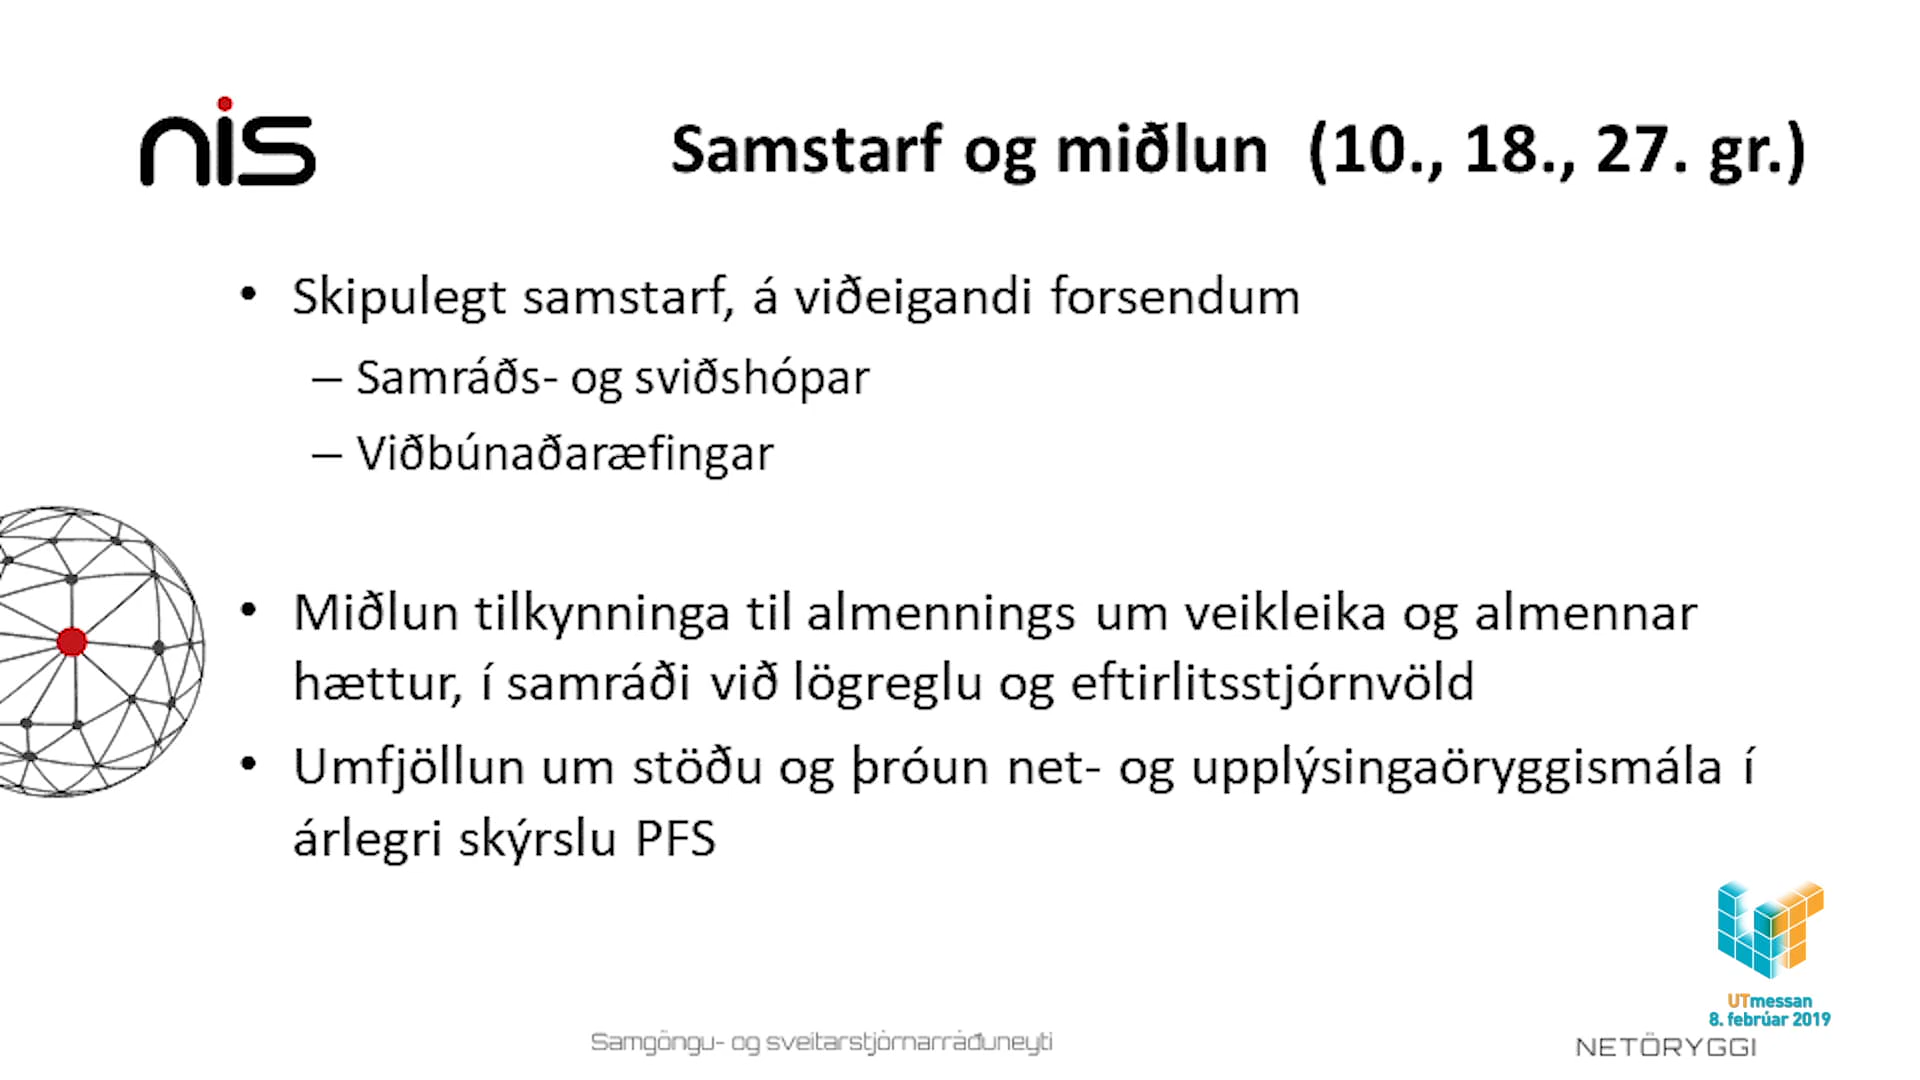 nis
Samstarf og miðlun (10., 18., 27. gr.)
• Skipulegt samstarf, á viðeigandi forsendum
– Samráðs- og sviðshópar
– Viðbúnaðaræfingar
• Miðlun tilkynninga til almennings um veikleika og almennar
hættur, í samráði við lögreglu og eftirlitsstjórnvöld
• Umfjöllun um stöðu og þróun net- og upplýsingaöryggismála í
árlegri skýrslu PFS
UTmessan
8. febrúar 2019
Samgöngu- og sveitarstjórnarráðuneyti
NETÖRYGGI